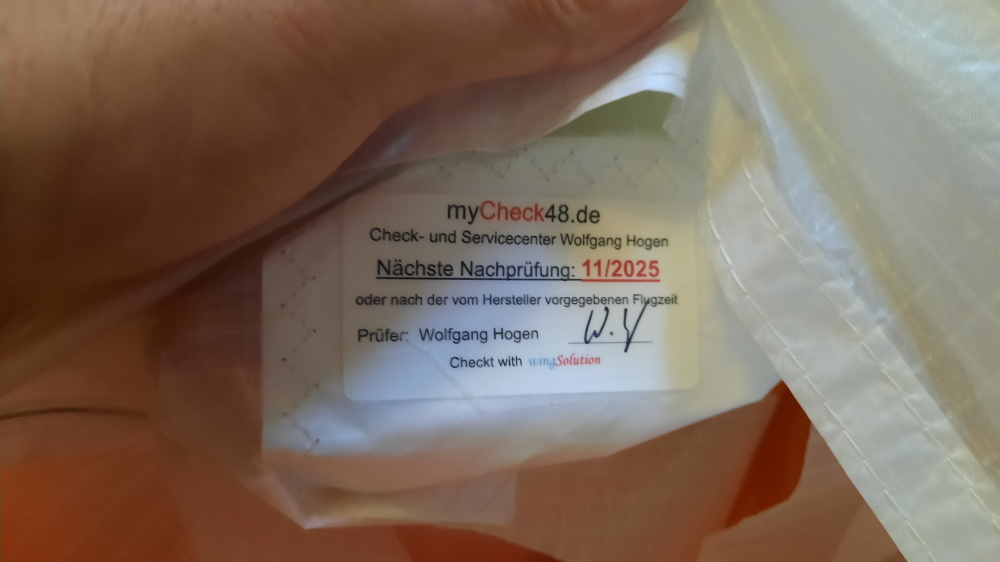 myCheck48.de
Check- und Servicecenter Wolfgang Hogen
Nächste Nachprüfung: 11/2025
oder nach der vom Hersteller vorgegebenen Flugzeit
Prüfer: Wolfgang Hogen
Checkt with wingSolution